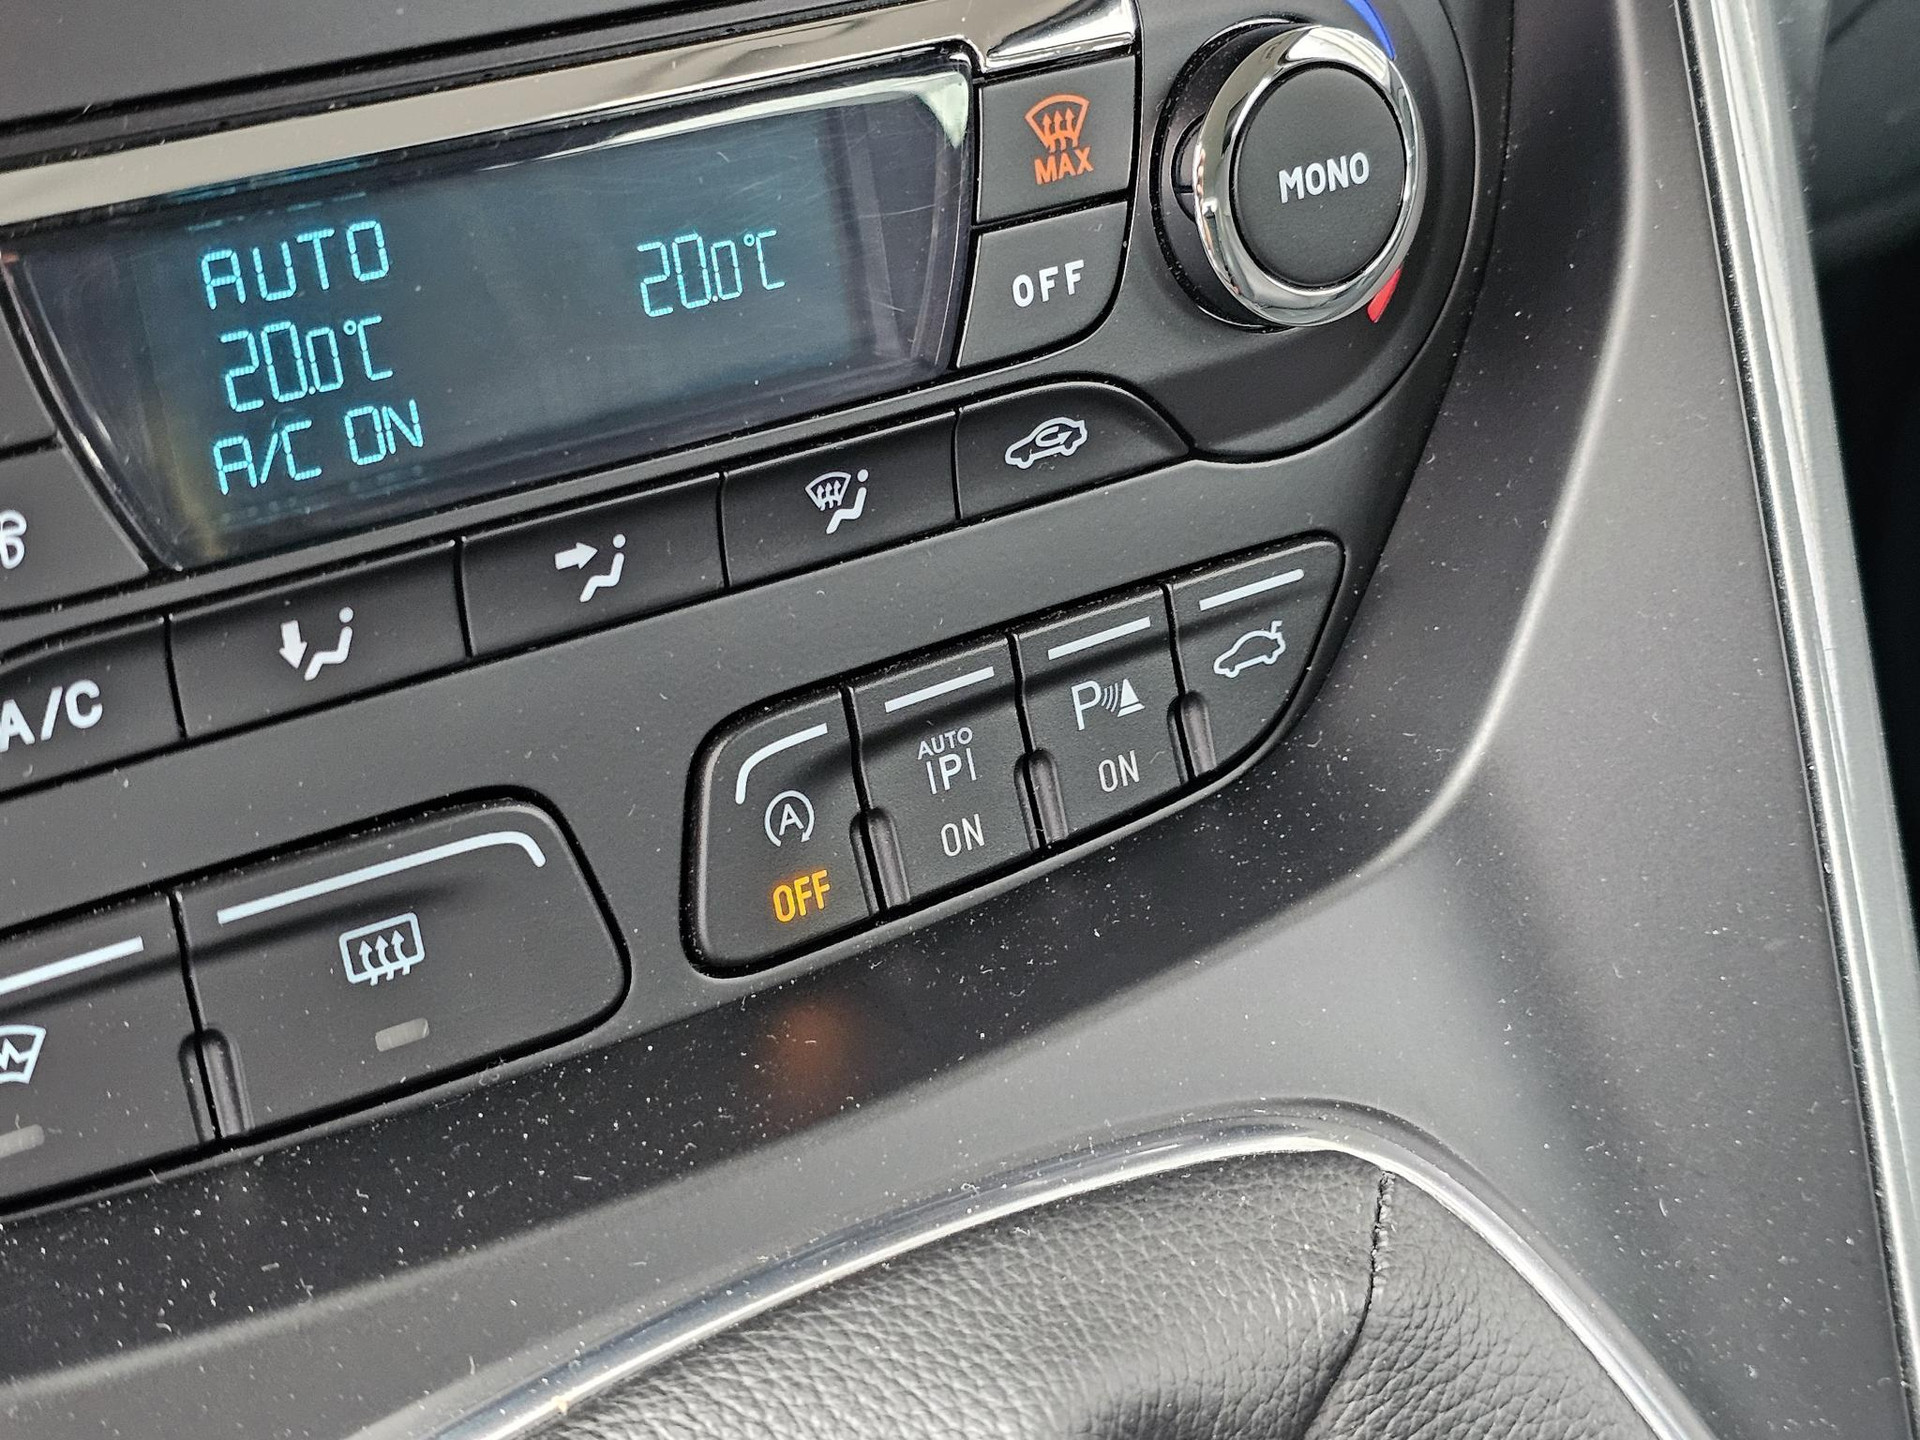 AUTO 20.0°C
20.0°C
A/C ON
MAX
OFF
MONO
A/C
A
OFF
AUTO
|P|
ON
P
ON